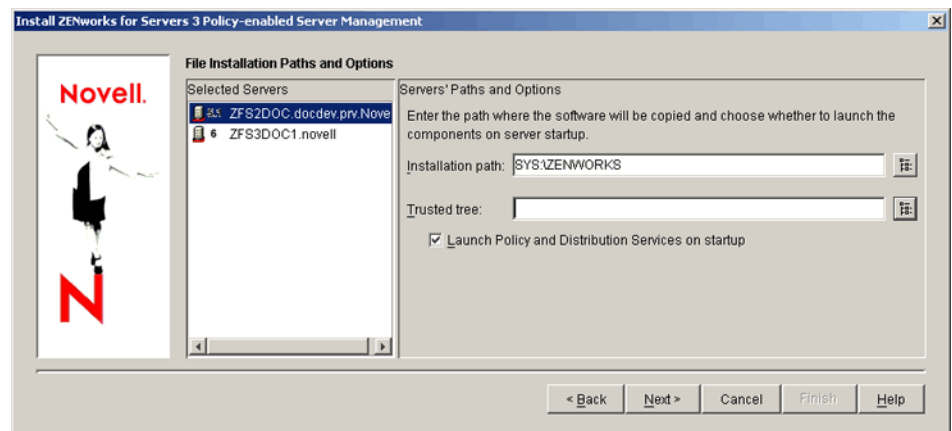 Install ZENworks for Servers 3 Policy-enabled Server Management
Novell.
N
File Installation Paths and Options
Selected Servers
ZFS2DOC.docdev.prv.Nove
6 ZFS3DOC1.novell
Servers' Paths and Options
Enter the path where the software will be copied and choose whether to launch the
components on server startup.
Installation path: SYS:\ZENWORKS
Trusted tree:
Launch Policy and Distribution Services on startup
< Back Next > Cancel Finish Help